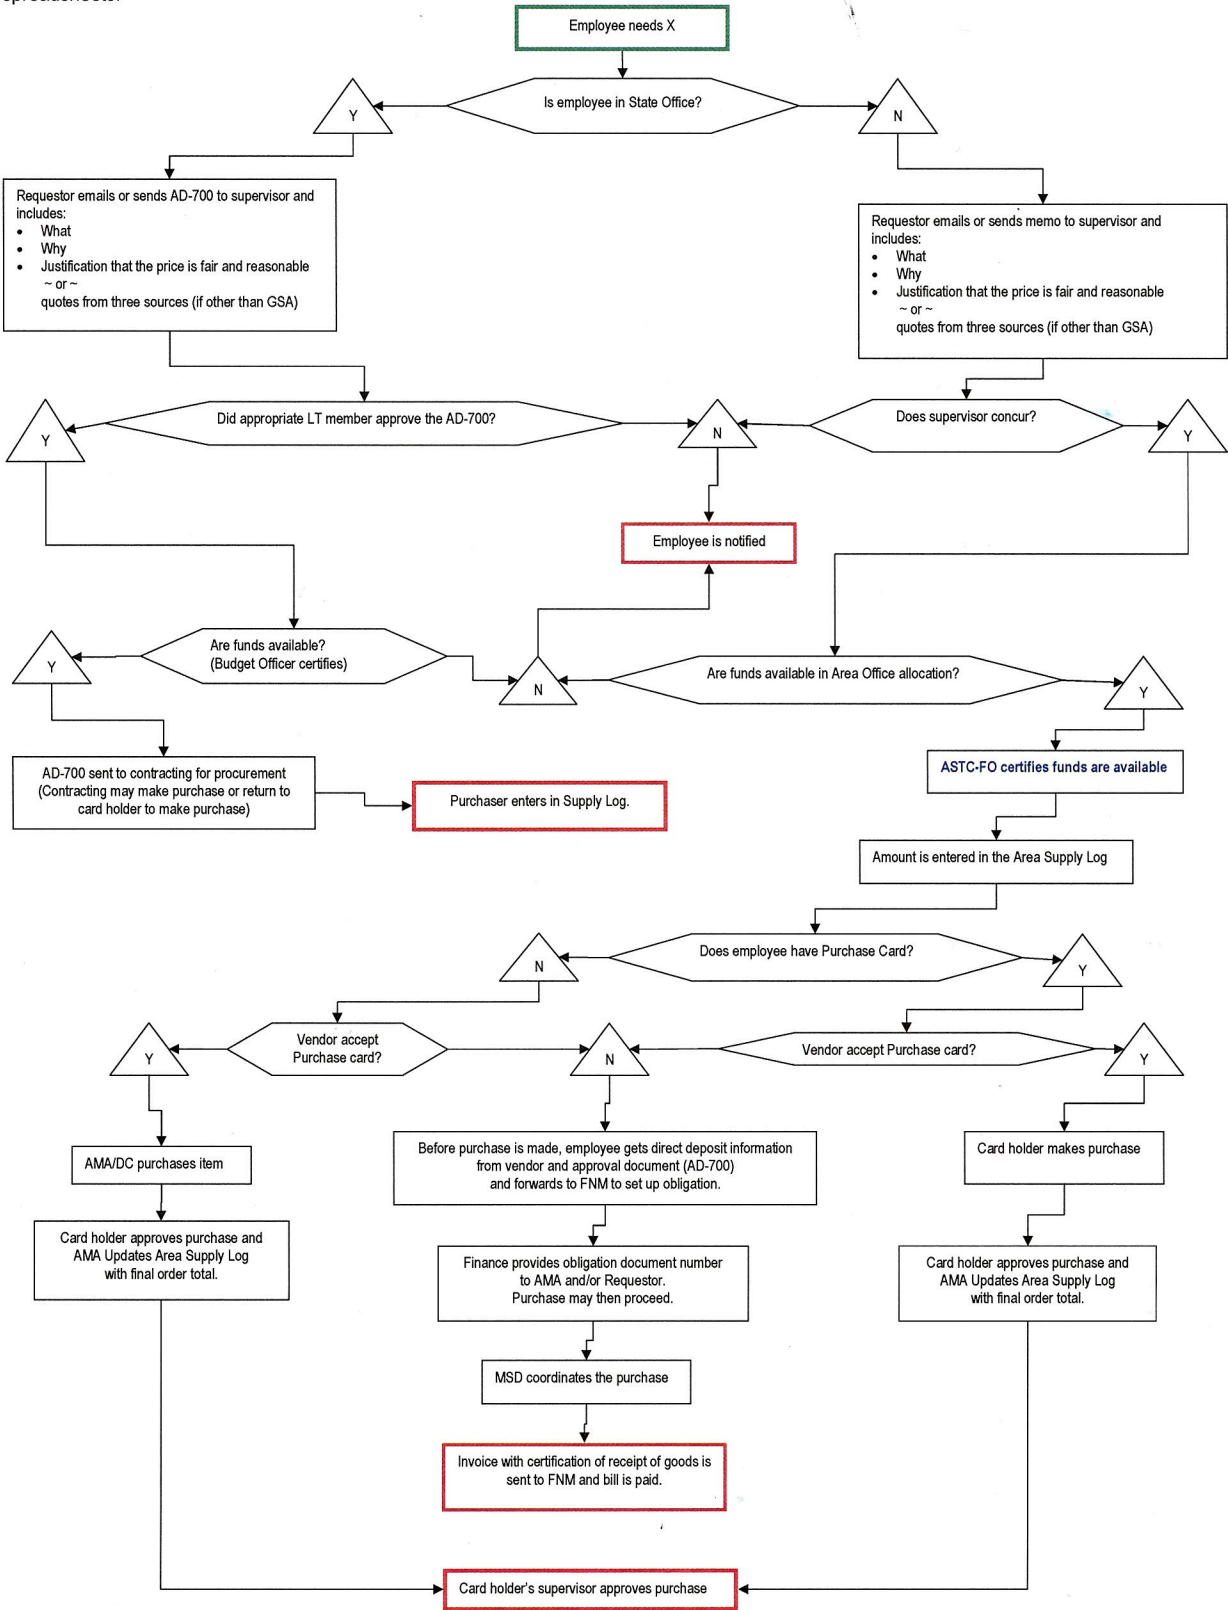 Employee needs X
Is employee in State Office?
Y
N
Requestor emails or sends AD-700 to supervisor and
includes:
• What
• Why
• Justification that the price is fair and reasonable
~ or ~
quotes from three sources (if other than GSA)
Requestor emails or sends memo to supervisor and
includes:
• What
• Why
• Justification that the price is fair and reasonable
~ or ~
quotes from three sources (if other than GSA)
Did appropriate LT member approve the AD-700?
Does supervisor concur?
Y
N
Y
Employee is notified
Are funds available?
(Budget Officer certifies)
Are funds available in Area Office allocation?
Y
N
Y
AD-700 sent to contracting for procurement
(Contracting may make purchase or return to
card holder to make purchase)
Purchaser enters in Supply Log.
ASTC-FO certifies funds are available
Amount is entered in the Area Supply Log
Does employee have Purchase Card?
N
Y
Vendor accept
Purchase card?
Vendor accept Purchase card?
Y
N
Y
AMA/DC purchases item
Before purchase is made, employee gets direct deposit information
from vendor and approval document (AD-700)
and forwards to FNM to set up obligation.
Card holder makes purchase
Card holder approves purchase and
AMA Updates Area Supply Log
with final order total.
Finance provides obligation document number
to AMA and/or Requestor.
Purchase may then proceed.
Card holder approves purchase and
AMA Updates Area Supply Log
with final order total.
MSD coordinates the purchase
Invoice with certification of receipt of goods is
sent to FNM and bill is paid.
Card holder's supervisor approves purchase